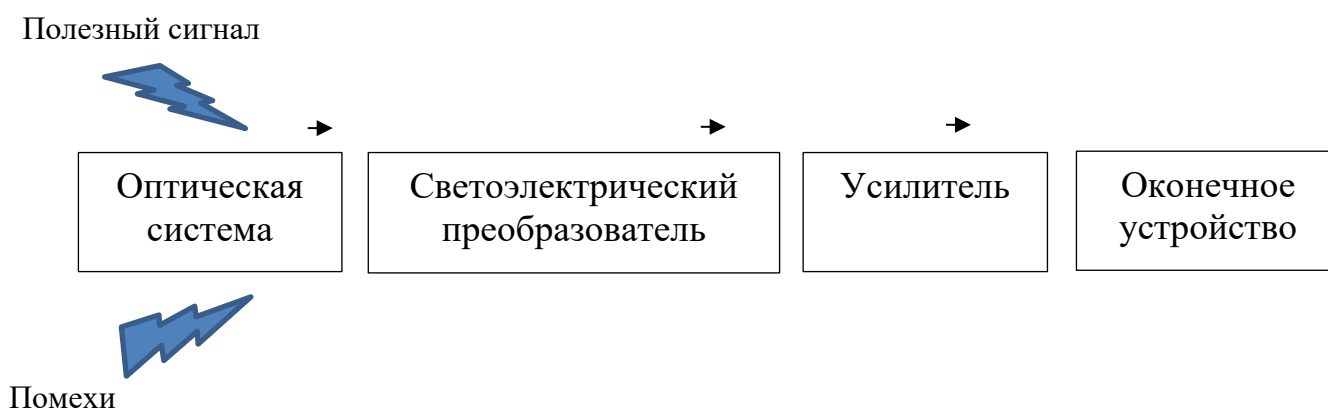 Полезный сигнал
Оптическая
система
Светоэлектрический
преобразователь
Усилитель
Оконечное
устройство
Помехи